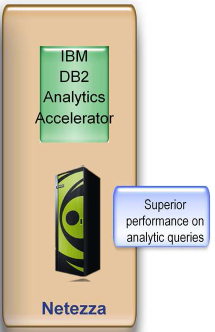 IBM
DB2
Analytics
Accelerator
Superior
performance on
analytic queries
Netezza